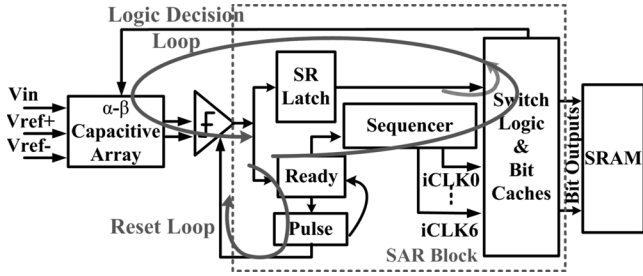 Logic Decision
Loop
Vin
Vref+
Vref-
α-β
Capacitive
Array
SR
Latch
Sequencer
Ready
Pulse
Reset Loop
iCLK0
iCLK6
SAR Block
Switch
Logic
&
Bit
Caches
Bit Outputs
SRAM